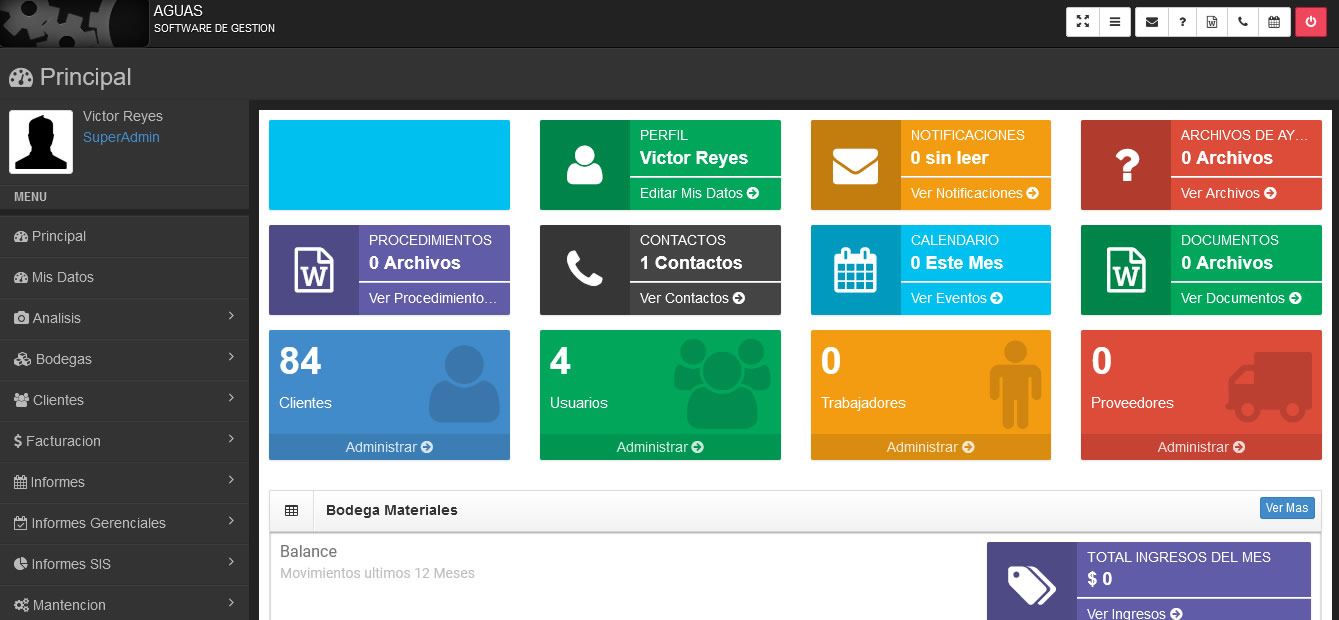 AGUAS
SOFTWARE DE GESTION
?
W
Principal
Victor Reyes
SuperAdmin
MENU
Principal
Mis Datos
Analisis
Bodegas
Clientes
$ Facturacion
Informes
Informes Gerenciales
Informes SIS
Mantencion
PERFIL
Victor Reyes
Editar Mis Datos
NOTIFICACIONES
0 sin leer
Ver Notificaciones
?
ARCHIVOS DE AY...
0 Archivos
Ver Archivos
W
PROCEDIMIENTOS
0 Archivos
Ver Procedimiento...
CONTACTOS
1 Contactos
Ver Contactos
CALENDARIO
0 Este Mes
Ver Eventos
W
DOCUMENTOS
0 Archivos
Ver Documentos
84
Clientes
Administrar
4
Usuarios
Administrar
0
Trabajadores
Administrar
0
Proveedores
Administrar
Bodega Materiales
Ver Mas
Balance
Movimientos ultimos 12 Meses
TOTAL INGRESOS DEL MES
$ 0
Ver Ingresos